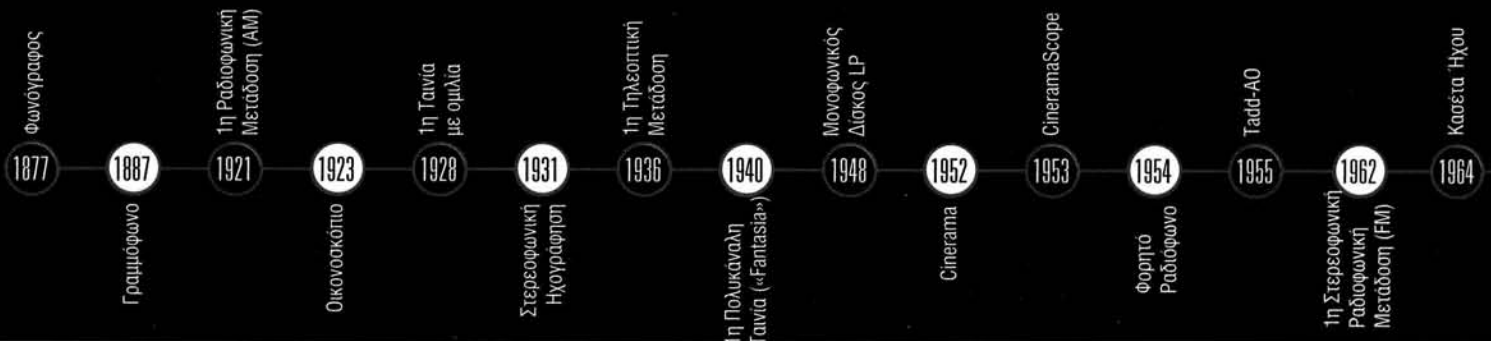 1877
Φωνόγραφος
1887
Γραμμόφωνο
1921
1η Ραδιοφωνική
Μετάδοση (AM)
1923
Οικονοσκόπιο
1928
1η Ταινία
με ομιλία
1931
Στερεοφωνική
Ηχογράφηση
1936
1η Τηλεοπτική
Μετάδοση
1940
1η Πολυκάναλη
Ταινία («Fantasia»)
1948
Μονοφωνικός
Δίσκος LP
1952
Cinerama
1953
CineramaScope
1954
Φορητό
Ραδιόφωνο
1955
Tadd-AO
1962
1η Στερεοφωνική
Ραδιοφωνική
Μετάδοση (FM)
1964
Κασέτα Ήχου